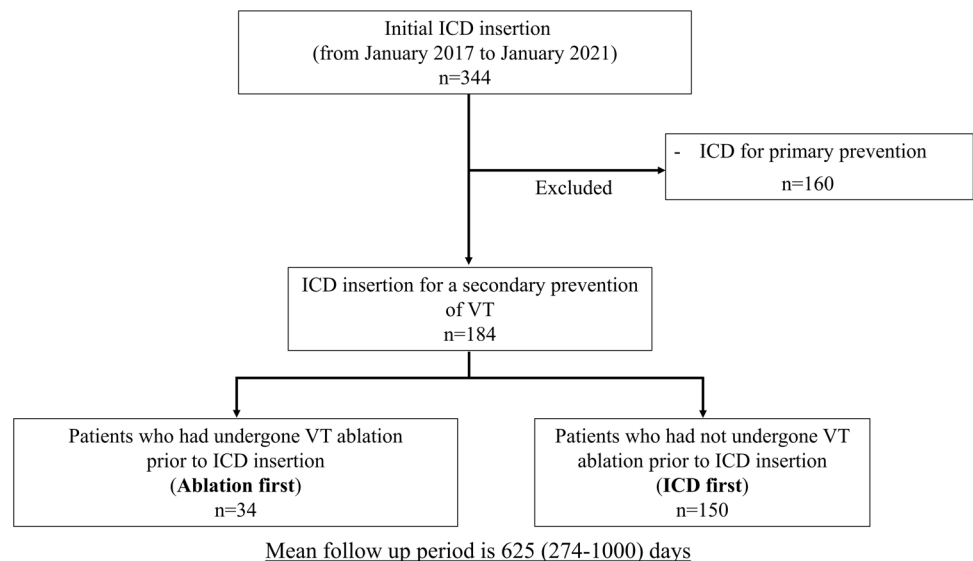 Initial ICD insertion
(from January 2017 to January 2021)
n=344
- ICD for primary prevention
n=160
Excluded
ICD insertion for a secondary prevention
of VT
n=184
Patients who had undergone VT ablation
prior to ICD insertion
(Ablation first)
n=34
Patients who had not undergone VT
ablation prior to ICD insertion
(ICD first)
n=150
Mean follow up period is 625 (274-1000) days